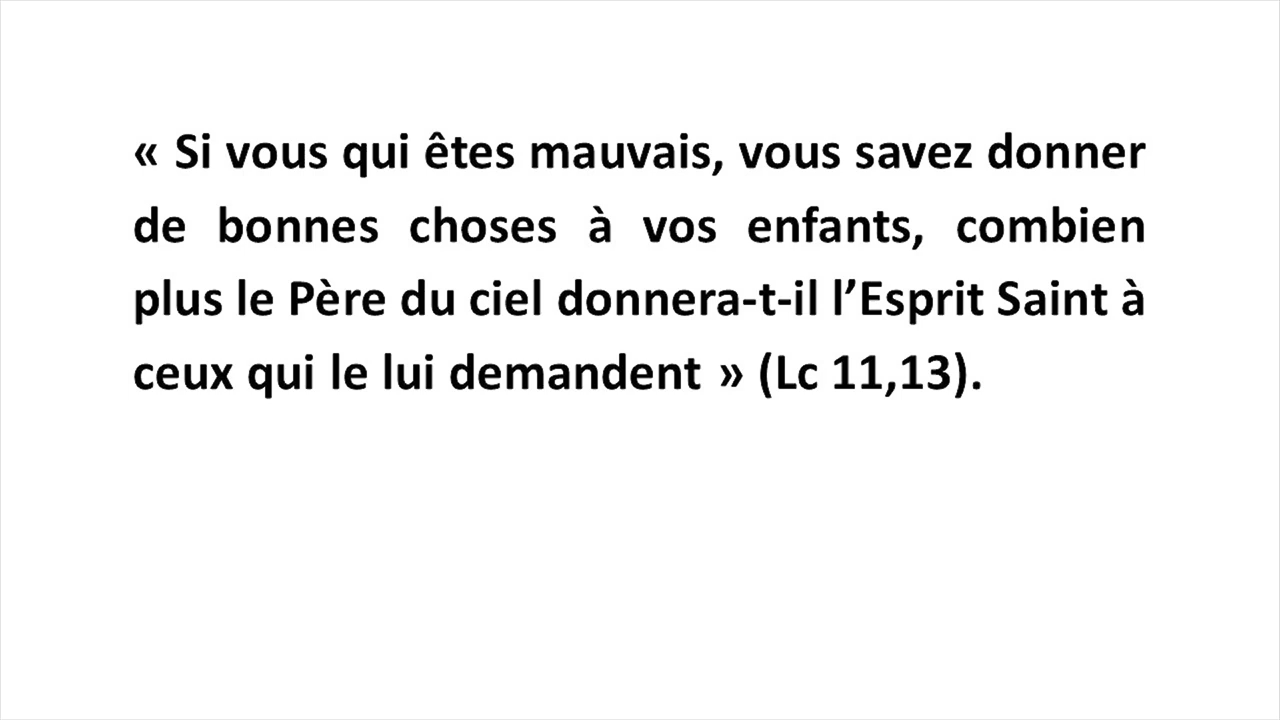 « Si vous qui êtes mauvais, vous savez donner
de bonnes choses à vos enfants, combien
plus le Père du ciel donnera-t-il l’Esprit Saint à
ceux qui le lui demandent » (Lc 11,13).